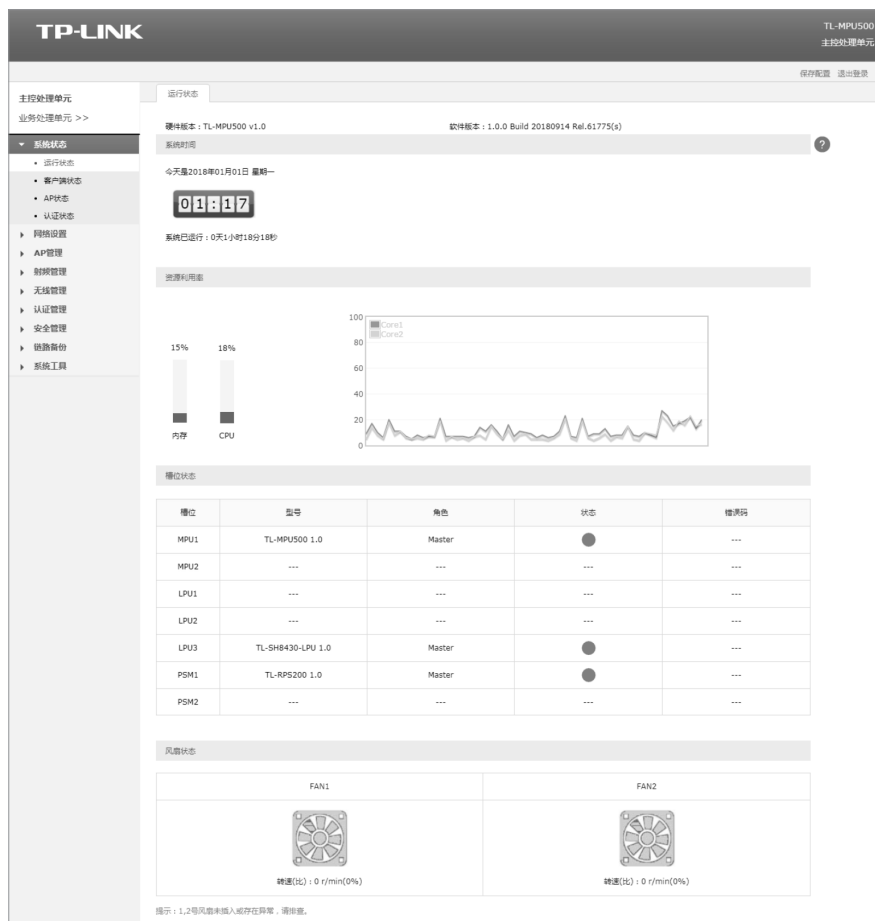 TP-LINK
TL-MPU500
主控处理单元
保存配置 退出登录
主控处理单元
业务处理单元 >>
系统状态
运行状态
客户端状态
AP状态
认证状态
网络设置
AP管理
射频管理
无线管理
认证管理
安全管理
链路备份
系统工具
运行状态
硬件版本：TL-MPU500 v1.0 软件版本：1.0.0 Build 20180914 Rel.61775(s)
系统时间
?
今天是2018年01月01日 星期一
01:17
系统已运行：0天1小时18分18秒
资源利用率
15% 18%
内存 CPU
100
80
60
40
20
0
Core1
Core2
槽位状态
槽位 型号 角色 状态 错误码
MPU1 TL-MPU500 1.0 Master ---
MPU2 --- --- --- ---
LPU1 --- --- --- ---
LPU2 --- --- --- ---
LPU3 TL-SH8430-LPU 1.0 Master ---
PSM1 TL-RPS200 1.0 Master ---
PSM2 --- --- --- ---
风扇状态
FAN1 FAN2
转速(比)：0 r/min(0%) 转速(比)：0 r/min(0%)
提示：1,2号风扇未插入或存在异常，请排查。